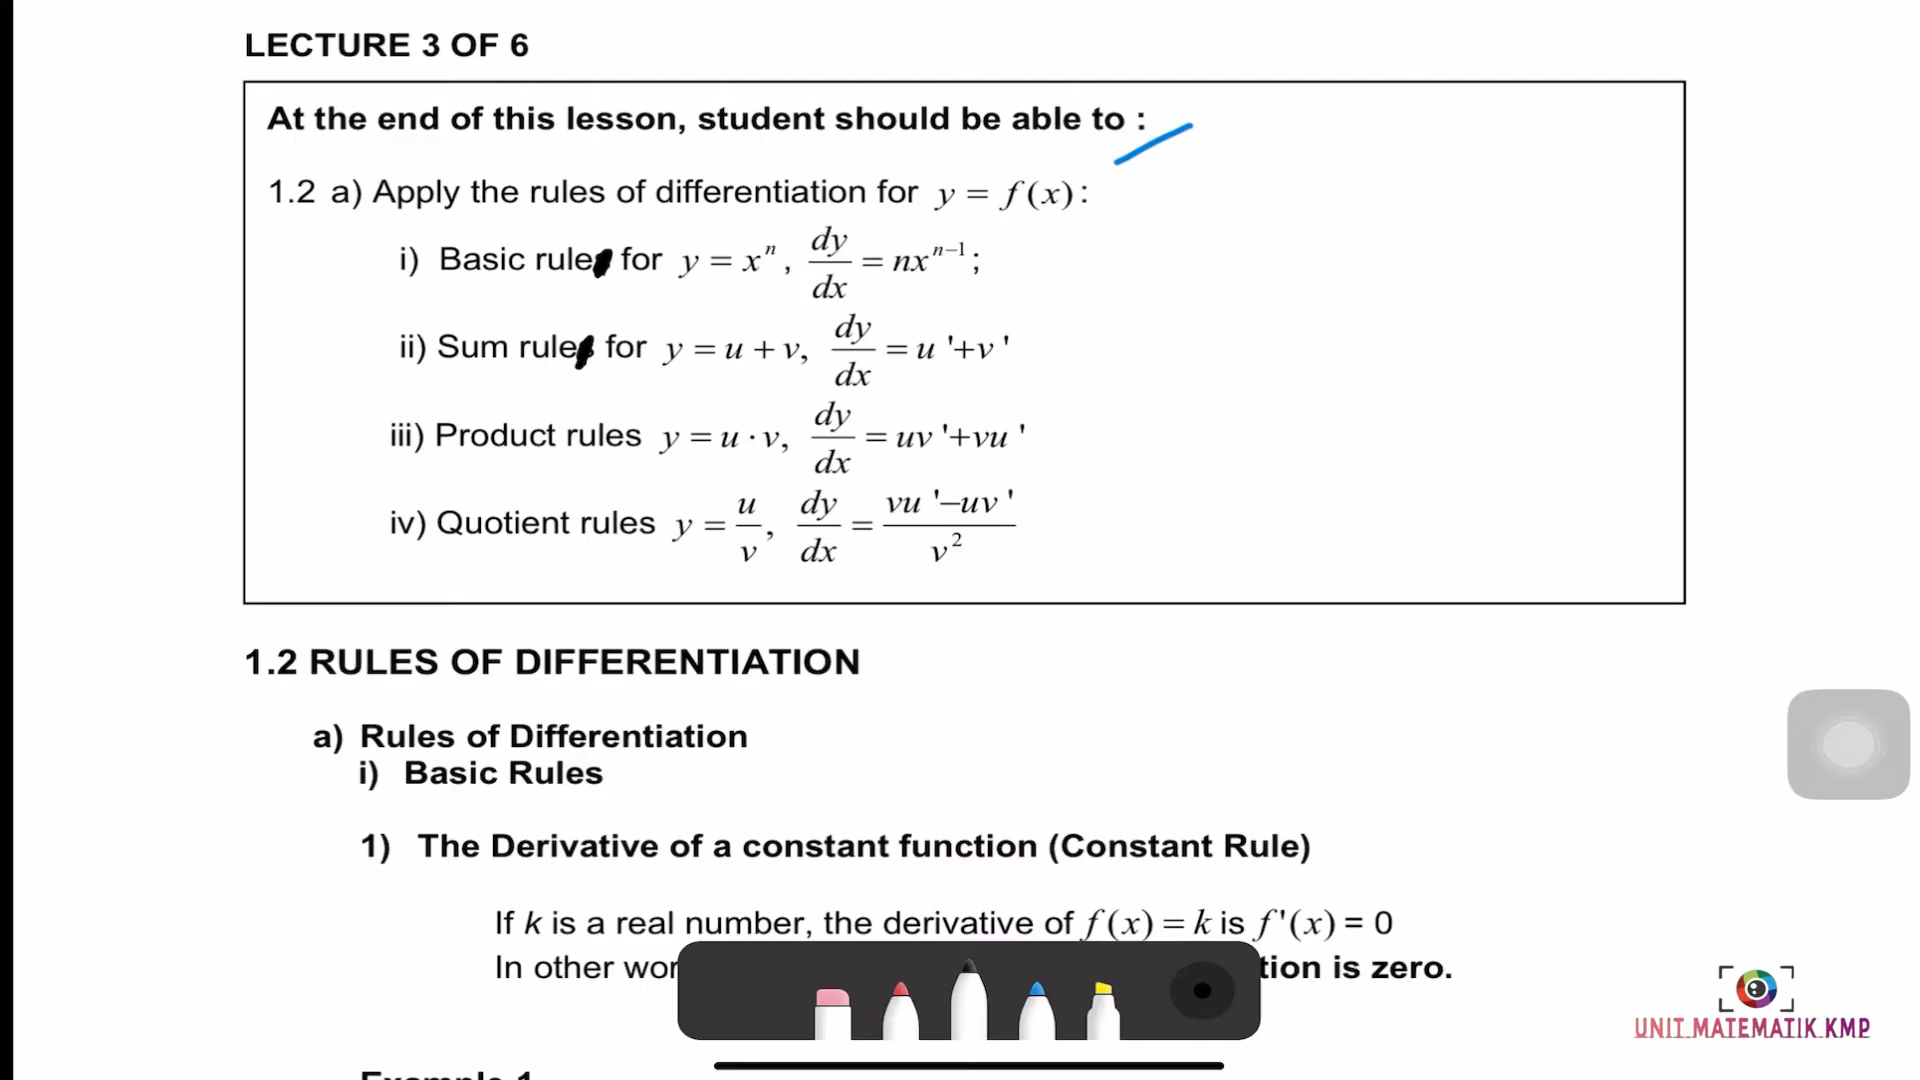 LECTURE 3 OF 6
At the end of this lesson, student should be able to :
1.2 a) Apply the rules of differentiation for y = f(x):
i) Basic rule for y = xⁿ, dy/dx = nxⁿ⁻¹;
ii) Sum rule for y = u + v, dy/dx = u '+v '
iii) Product rules y = u · v, dy/dx = uv '+vu '
iv) Quotient rules y = u/v, dy/dx = (vu '–uv ')/v²
1.2 RULES OF DIFFERENTIATION
a) Rules of Differentiation
i) Basic Rules
1) The Derivative of a constant function (Constant Rule)
If k is a real number, the derivative of f(x) = k is f'(x) = 0
In other tion is zero.
UNIT.MATEMATIK.KMP